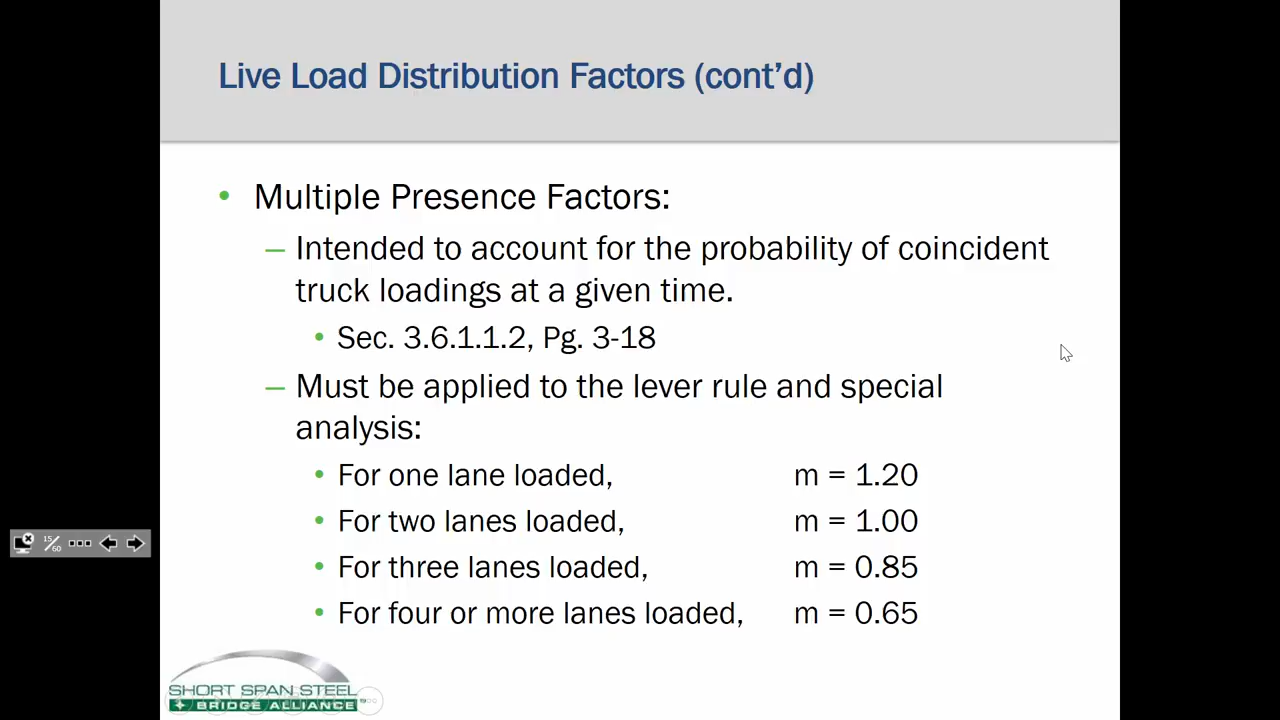 Live Load Distribution Factors (cont'd)
• Multiple Presence Factors:
– Intended to account for the probability of coincident
truck loadings at a given time.
• Sec. 3.6.1.1.2, Pg. 3-18
– Must be applied to the lever rule and special
analysis:
• For one lane loaded, m = 1.20
• For two lanes loaded, m = 1.00
• For three lanes loaded, m = 0.85
• For four or more lanes loaded, m = 0.65
15/60
SHORT SPAN STEEL
BRIDGE ALLIANCE